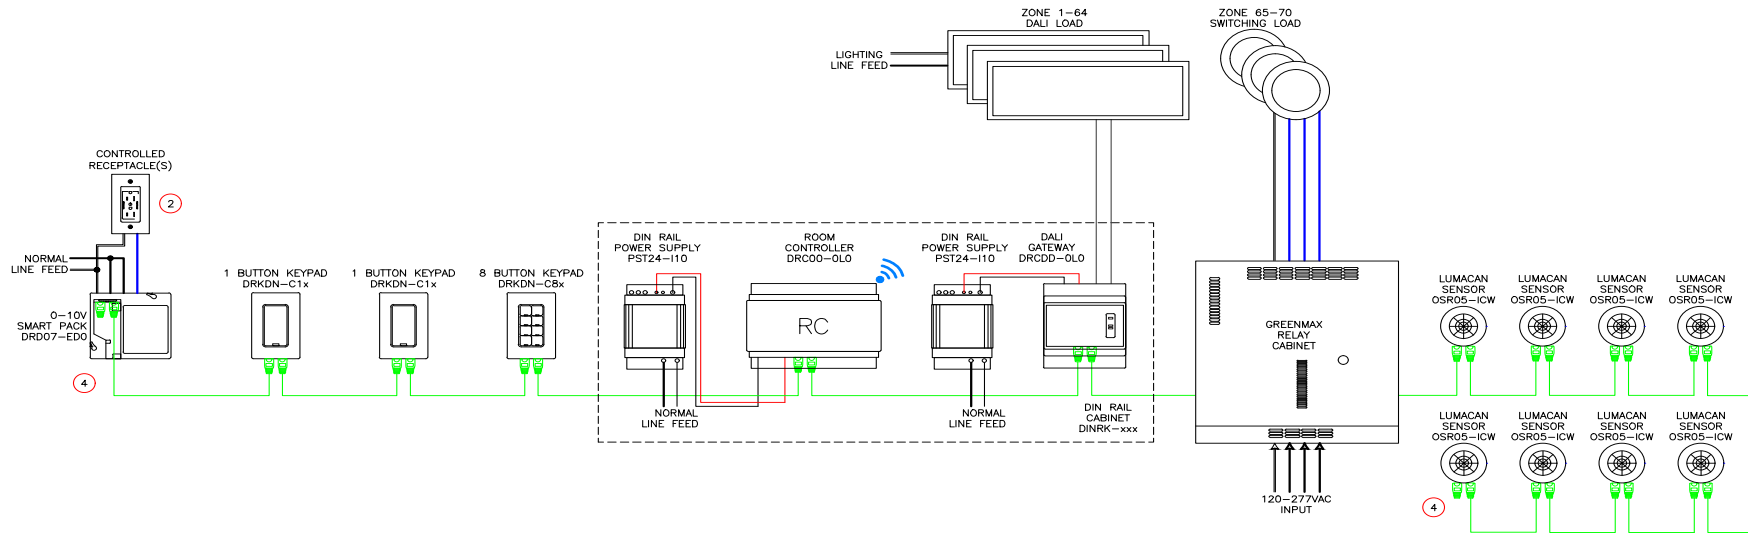 ZONE 1-64
DALI LOAD
ZONE 65-70
SWITCHING LOAD
LIGHTING
LINE FEED
CONTROLLED
RECEPTACLE(S)
2
NORMAL
LINE FEED
0-10V
SMART PACK
DRD07-ED0
4
1 BUTTON KEYPAD
DRKDN-C1x
1 BUTTON KEYPAD
DRKDN-C1x
8 BUTTON KEYPAD
DRKDN-C8x
DIN RAIL
POWER SUPPLY
PST24-I10
NORMAL
LINE FEED
ROOM
CONTROLLER
DRC00-0L0
RC
DIN RAIL
POWER SUPPLY
PST24-I10
NORMAL
LINE FEED
DALI
GATEWAY
DRCDD-0L0
DIN RAIL
CABINET
DINRK-xxx
GREENMAX
RELAY
CABINET
120-277VAC
INPUT
LUMACAN
SENSOR
OSR05-ICW
LUMACAN
SENSOR
OSR05-ICW
LUMACAN
SENSOR
OSR05-ICW
LUMACAN
SENSOR
OSR05-ICW
LUMACAN
SENSOR
OSR05-ICW
LUMACAN
SENSOR
OSR05-ICW
LUMACAN
SENSOR
OSR05-ICW
LUMACAN
SENSOR
OSR05-ICW
4